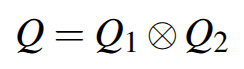 Q = Q₁ ⊗ Q₂